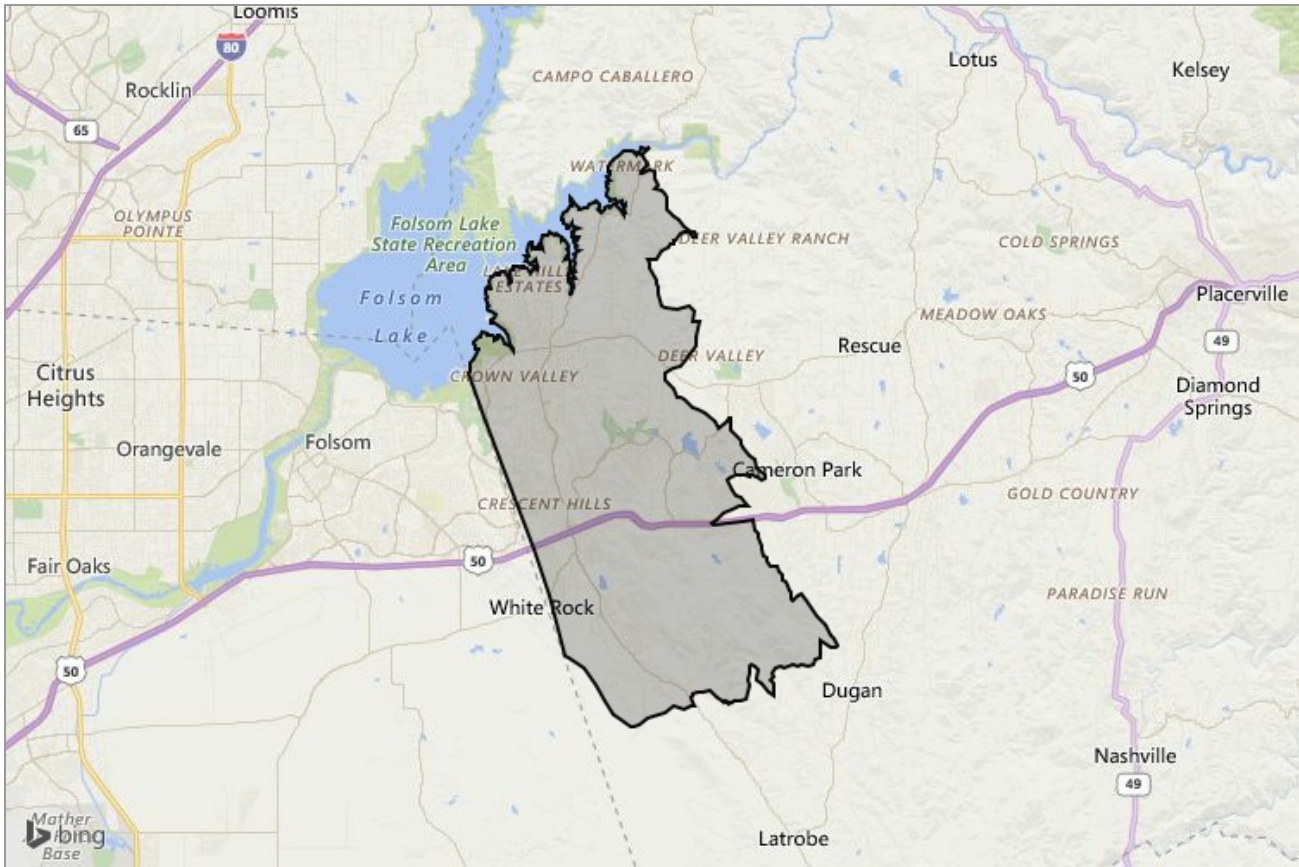 Loomis
80
Rocklin
65
CAMPO CABALLERO
Lotus
Kelsey
WATERMARK
OLYMPUS
POINTE
Folsom Lake
State Recreation
Area
DEER VALLEY RANCH
COLD SPRINGS
LAKE HILLS
ESTATES
Folsom
Lake
Placerville
MEADOW OAKS
49
Rescue
DEER VALLEY
50
Citrus
Heights
CROWN VALLEY
Diamond
Springs
Orangevale
Folsom
Cameron Park
CRESCENT HILLS
GOLD COUNTRY
50
Fair Oaks
White Rock
PARADISE RUN
50
Dugan
Nashville
49
Mather
Base
bing
Latrobe